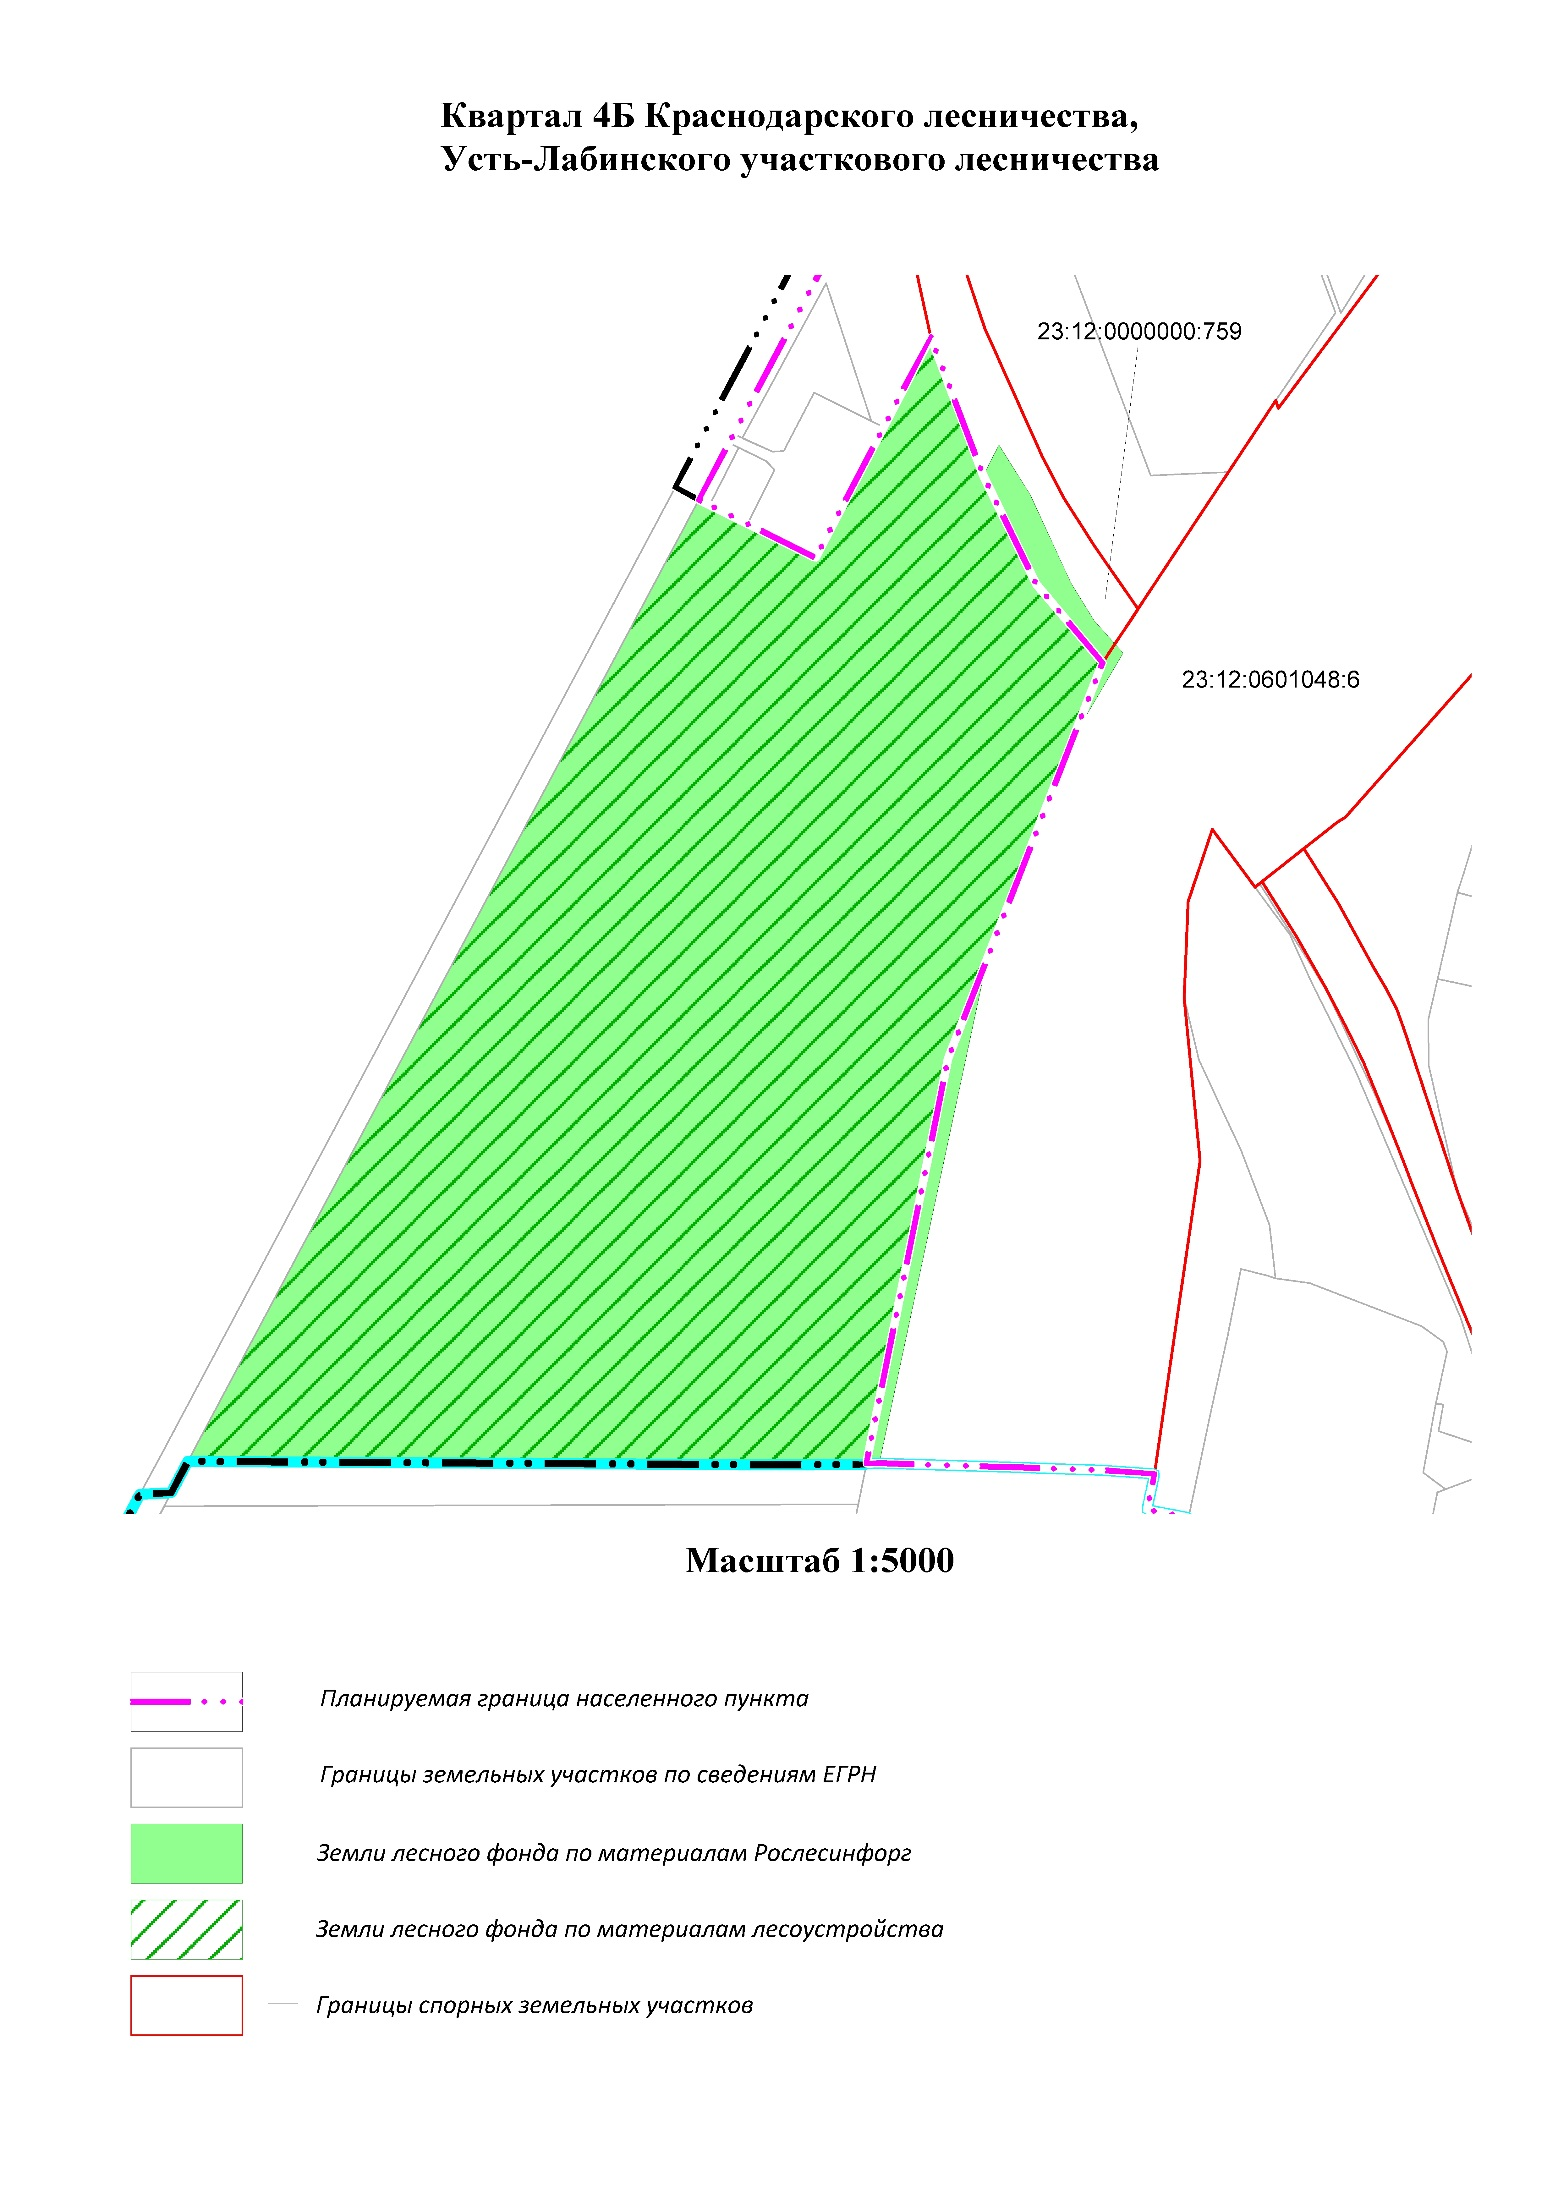 Квартал 4Б Краснодарского лесничества,
Усть-Лабинского участкового лесничества
23:12:0000000:759
23:12:0601048:6
Масштаб 1:5000
Планируемая граница населенного пункта
Границы земельных участков по сведениям ЕГРН
Земли лесного фонда по материалам Рослесинфорг
Земли лесного фонда по материалам лесоустройства
Границы спорных земельных участков